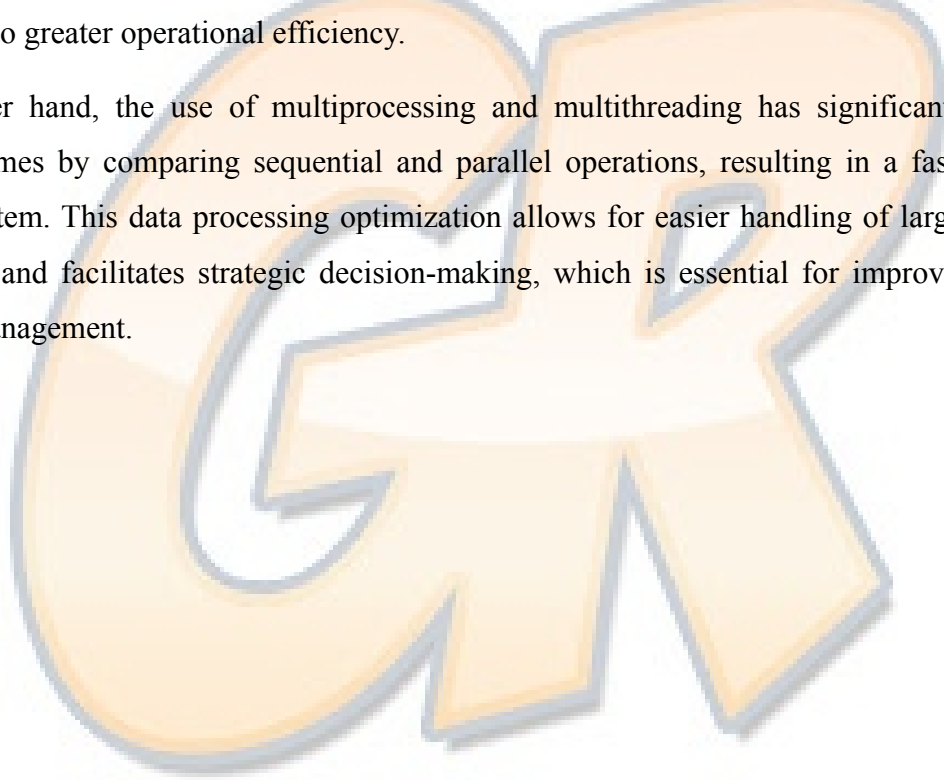 o greater operational efficiency.
er hand, the use of multiprocessing and multithreading has significan
mes by comparing sequential and parallel operations, resulting in a fas
tem. This data processing optimization allows for easier handling of larg
and facilitates strategic decision-making, which is essential for improv
nagement.
GR